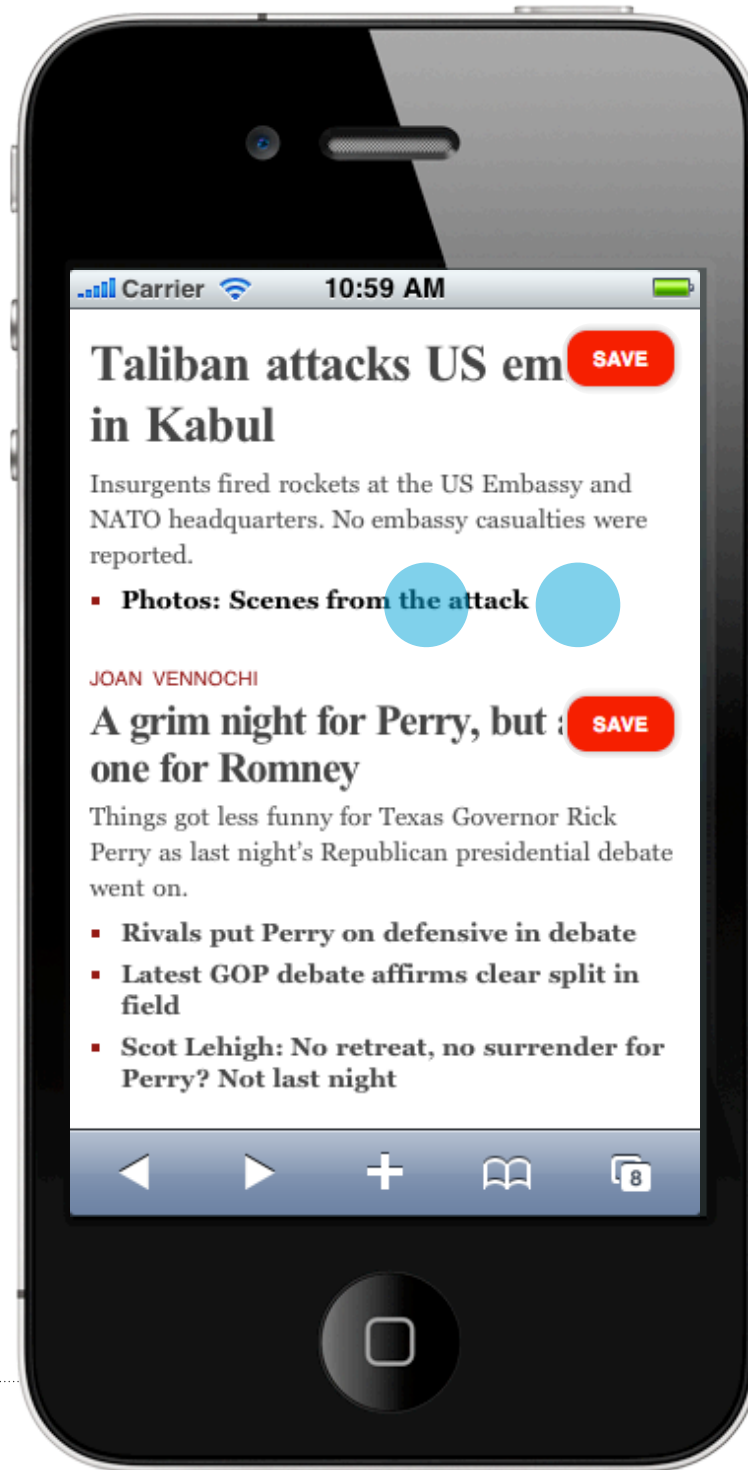 Carrier 10:59 AM
Taliban attacks US em SAVE
in Kabul
Insurgents fired rockets at the US Embassy and
NATO headquarters. No embassy casualties were
reported.
Photos: Scenes from the attack
JOAN VENNOCHI
A grim night for Perry, but SAVE
one for Romney
Things got less funny for Texas Governor Rick
Perry as last night's Republican presidential debate
went on.
Rivals put Perry on defensive in debate
Latest GOP debate affirms clear split in
field
Scot Lehigh: No retreat, no surrender for
Perry? Not last night
8